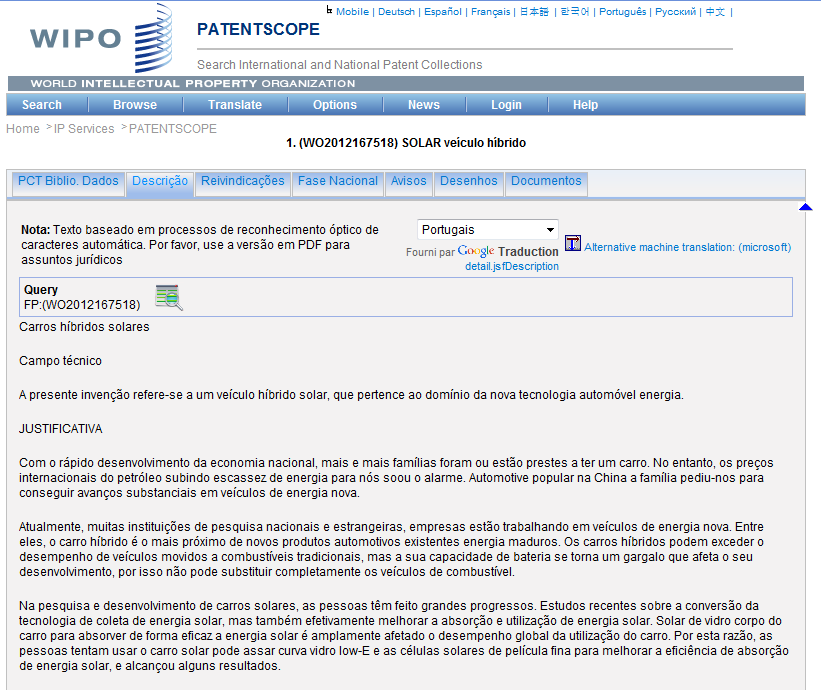 Mobile | Deutsch | Español | Français | 日本語 | 한국어 | Português | Русский | 中文 |
WIPO
PATENTSCOPE
Search International and National Patent Collections
WORLD INTELLECTUAL PROPERTY ORGANIZATION
Search Browse Translate Options News Login Help
Home > IP Services > PATENTSCOPE
1. (WO2012167518) SOLAR veículo híbrido
PCT Biblio. Dados Descrição Reivindicações Fase Nacional Avisos Desenhos Documentos
Nota: Texto baseado em processos de reconhecimento óptico de
caracteres automática. Por favor, use a versão em PDF para
assuntos jurídicos
Portugais
Fourni par Google Traduction
detail.jsfDescription
Alternative machine translation: (microsoft)
Query
FP:(WO2012167518)
Carros híbridos solares
Campo técnico
A presente invenção refere-se a um veículo híbrido solar, que pertence ao domínio da nova tecnologia automóvel energia.
JUSTIFICATIVA
Com o rápido desenvolvimento da economia nacional, mais e mais famílias foram ou estão prestes a ter um carro. No entanto, os preços
internacionais do petróleo subindo escassez de energia para nós soou o alarme. Automotive popular na China a família pediu-nos para
conseguir avanços substanciais em veículos de energia nova.
Atualmente, muitas instituições de pesquisa nacionais e estrangeiras, empresas estão trabalhando em veículos de energia nova. Entre
eles, o carro híbrido é o mais próximo de novos produtos automotivos existentes energia maduros. Os carros híbridos podem exceder o
desempenho de veículos movidos a combustíveis tradicionais, mas a sua capacidade de bateria se torna um gargalo que afeta o seu
desenvolvimento, por isso não pode substituir completamente os veículos de combustível.
Na pesquisa e desenvolvimento de carros solares, as pessoas têm feito grandes progressos. Estudos recentes sobre a conversão da
tecnologia de coleta de energia solar, mas também efetivamente melhorar a absorção e utilização de energia solar. Solar de vidro corpo do
carro para absorver de forma eficaz a energia solar é amplamente afetado o desempenho global da utilização do carro. Por esta razão, as
pessoas tentam usar o carro solar pode assar curva vidro low-E e as células solares de película fina para melhorar a eficiência de absorção
de energia solar, e alcançou alguns resultados.